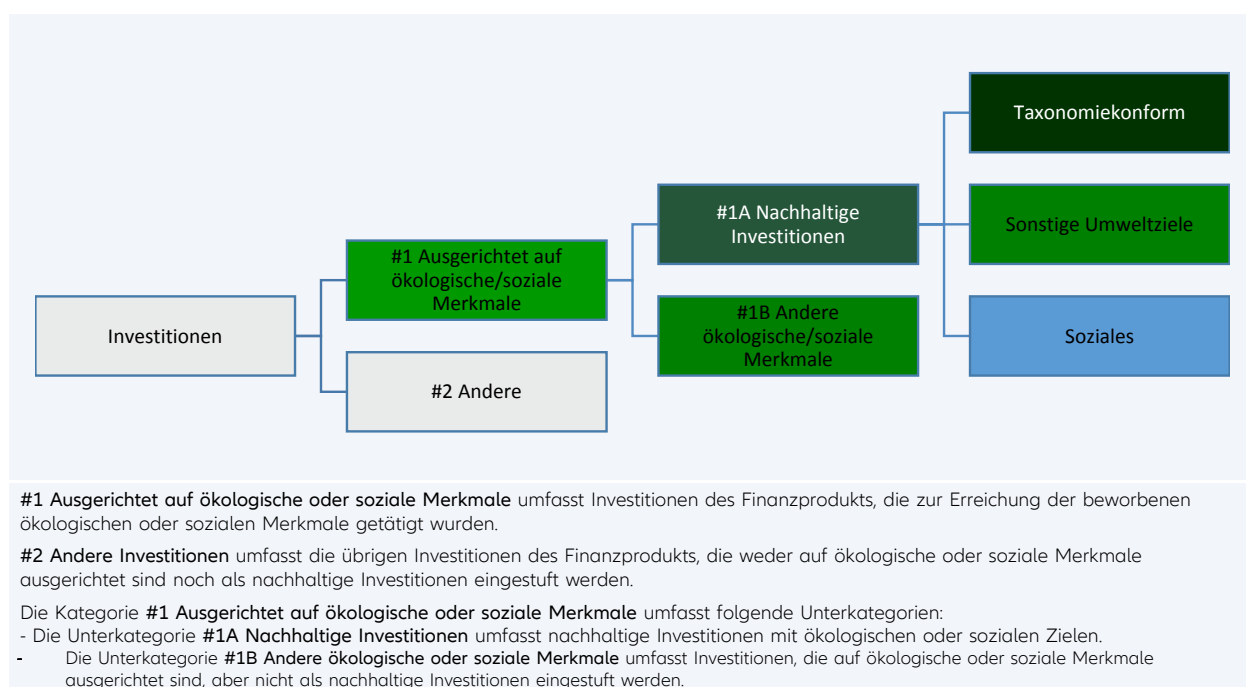 Taxonomiekonform
#1A Nachhaltige
Investitionen
Sonstige Umweltziele
#1 Ausgerichtet auf
ökologische/soziale
Merkmale
#1B Andere
ökologische/soziale
Merkmale
Investitionen
Soziales
#2 Andere
#1 Ausgerichtet auf ökologische oder soziale Merkmale umfasst Investitionen des Finanzprodukts, die zur Erreichung der beworbenen
ökologischen oder sozialen Merkmale getätigt wurden.
#2 Andere Investitionen umfasst die übrigen Investitionen des Finanzprodukts, die weder auf ökologische oder soziale Merkmale
ausgerichtet sind noch als nachhaltige Investitionen eingestuft werden.
Die Kategorie #1 Ausgerichtet auf ökologische oder soziale Merkmale umfasst folgende Unterkategorien:
- Die Unterkategorie #1A Nachhaltige Investitionen umfasst nachhaltige Investitionen mit ökologischen oder sozialen Zielen.
- Die Unterkategorie #1B Andere ökologische oder soziale Merkmale umfasst Investitionen, die auf ökologische oder soziale Merkmale
ausgerichtet sind, aber nicht als nachhaltige Investitionen eingestuft werden.